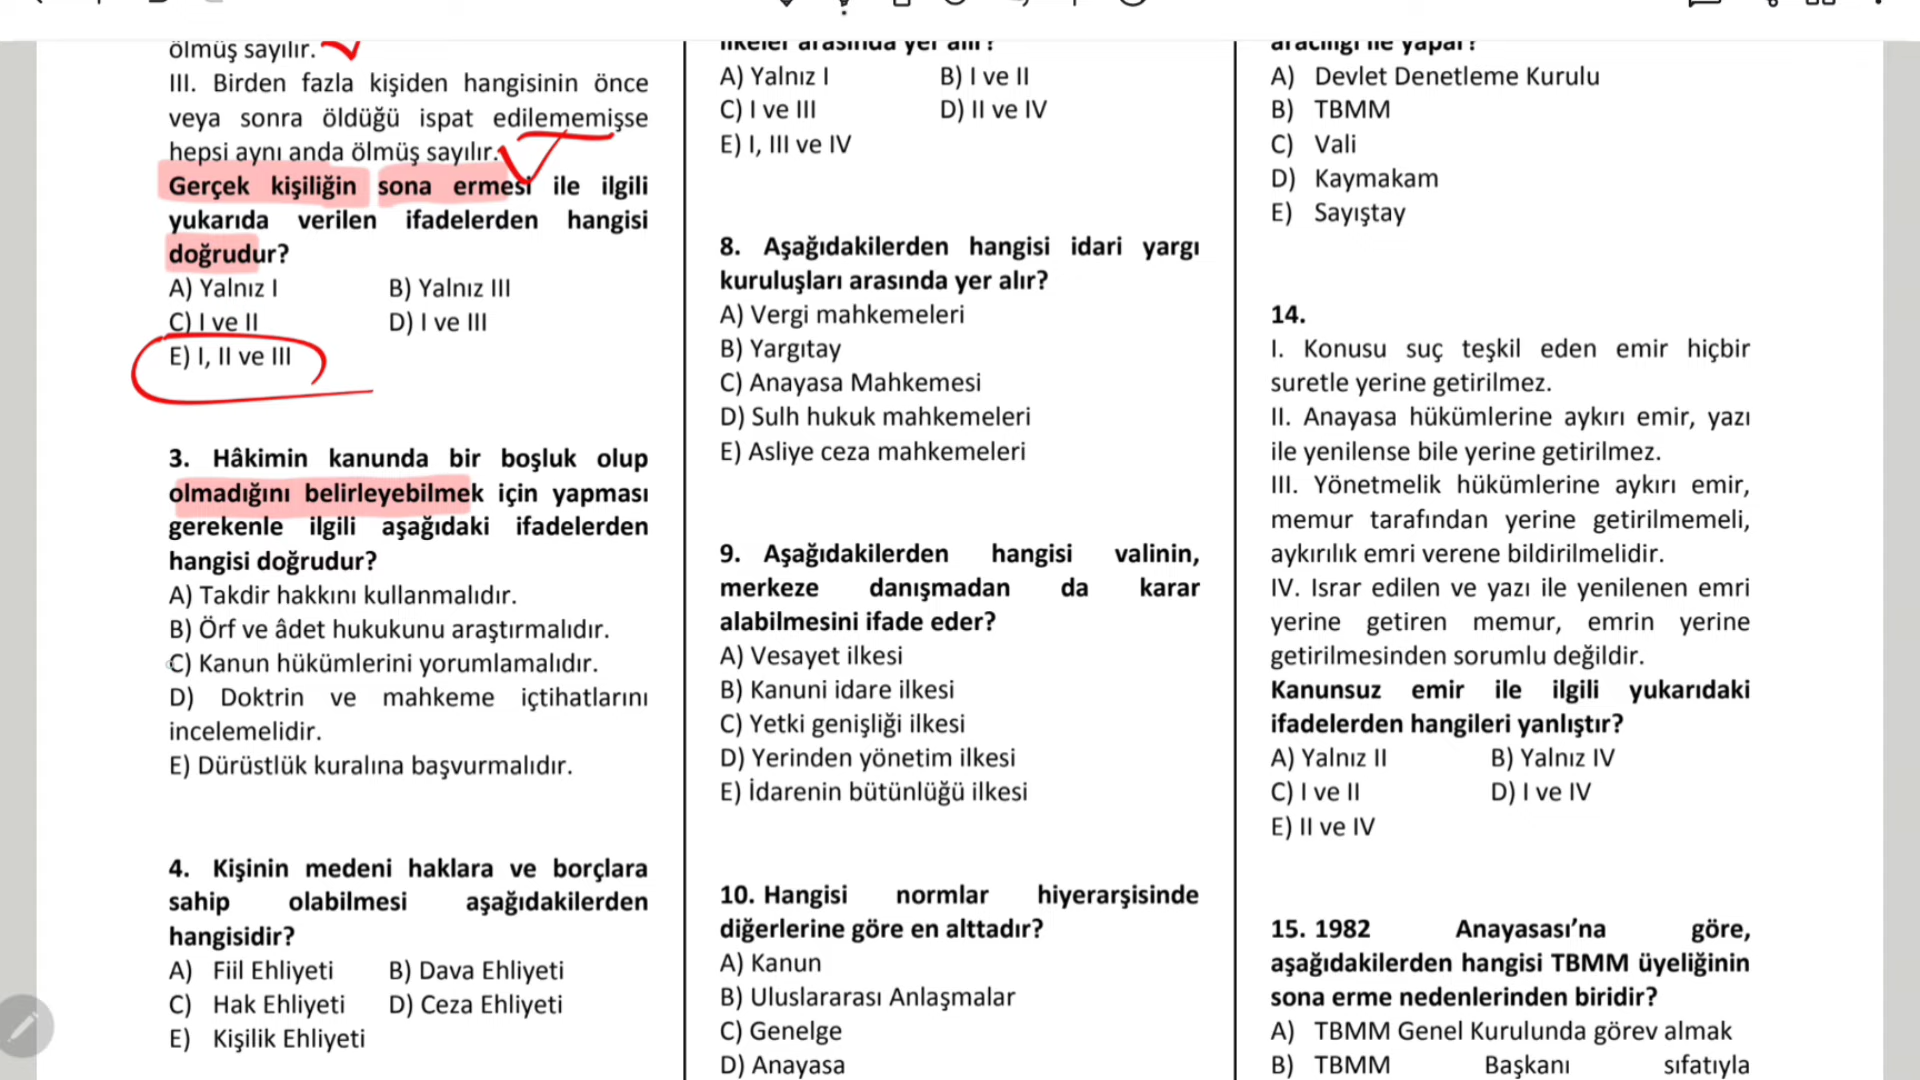 ölmüş sayılır.
III. Birden fazla kişiden hangisinin önce
veya sonra öldüğü ispat edilememişse
hepsi aynı anda ölmüş sayılır.
Gerçek kişiliğin sona ermesi ile ilgili
yukarıda verilen ifadelerden hangisi
doğrudur?
A) Yalnız I B) Yalnız III
C) I ve II D) I ve III
E) I, II ve III
3. Hâkimin kanunda bir boşluk olup
olmadığını belirleyebilmek için yapması
gerekenle ilgili aşağıdaki ifadelerden
hangisi doğrudur?
A) Takdir hakkını kullanmalıdır.
B) Örf ve âdet hukukunu araştırmalıdır.
C) Kanun hükümlerini yorumlamalıdır.
D) Doktrin ve mahkeme içtihatlarını
incelemelidir.
E) Dürüstlük kuralına başvurmalıdır.
4. Kişinin medeni haklara ve borçlara
sahip olabilmesi aşağıdakilerden
hangisidir?
A) Fiil Ehliyeti B) Dava Ehliyeti
C) Hak Ehliyeti D) Ceza Ehliyeti
E) Kişilik Ehliyeti
ilkeler arasında yer alır?
A) Yalnız I B) I ve II
C) I ve III D) II ve IV
E) I, III ve IV
8. Aşağıdakilerden hangisi idari yargı
kuruluşları arasında yer alır?
A) Vergi mahkemeleri
B) Yargıtay
C) Anayasa Mahkemesi
D) Sulh hukuk mahkemeleri
E) Asliye ceza mahkemeleri
9. Aşağıdakilerden hangisi valinin,
merkeze danışmadan da karar
alabilmesini ifade eder?
A) Vesayet ilkesi
B) Kanuni idare ilkesi
C) Yetki genişliği ilkesi
D) Yerinden yönetim ilkesi
E) İdarenin bütünlüğü ilkesi
10. Hangisi normlar hiyerarşisinde
diğerlerine göre en alttadır?
A) Kanun
B) Uluslararası Anlaşmalar
C) Genelge
D) Anayasa
aracılığı ile yapar?
A) Devlet Denetleme Kurulu
B) TBMM
C) Vali
D) Kaymakam
E) Sayıştay
14.
I. Konusu suç teşkil eden emir hiçbir
suretle yerine getirilmez.
II. Anayasa hükümlerine aykırı emir, yazı
ile yenilense bile yerine getirilmez.
III. Yönetmelik hükümlerine aykırı emir,
memur tarafından yerine getirilmemeli,
aykırılık emri verene bildirilmelidir.
IV. Israr edilen ve yazı ile yenilenen emri
yerine getiren memur, emrin yerine
getirilmesinden sorumlu değildir.
Kanunsuz emir ile ilgili yukarıdaki
ifadelerden hangileri yanlıştır?
A) Yalnız II B) Yalnız IV
C) I ve II D) I ve IV
E) II ve IV
15. 1982 Anayasası’na göre,
aşağıdakilerden hangisi TBMM üyeliğinin
sona erme nedenlerinden biridir?
A) TBMM Genel Kurulunda görev almak
B) TBMM Başkanı sıfatıyla